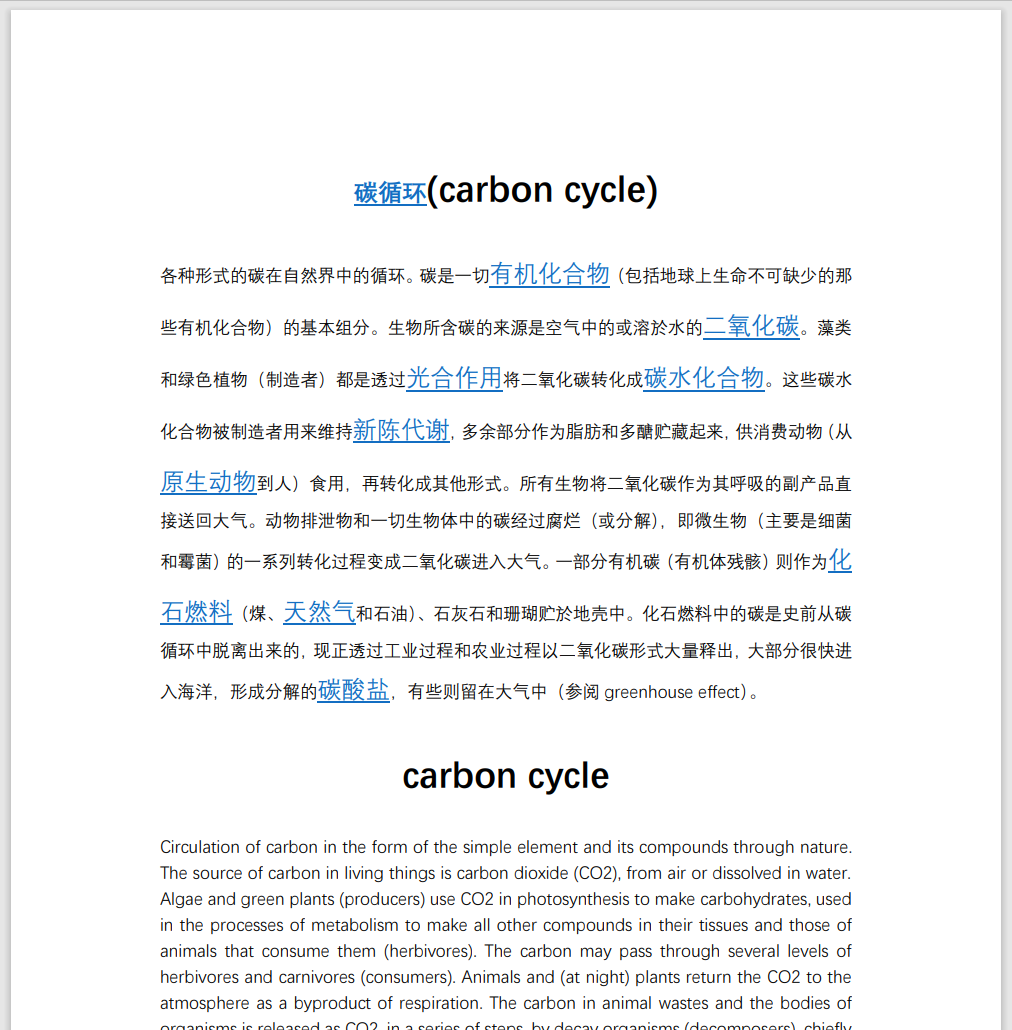 碳循环(carbon cycle)
各种形式的碳在自然界中的循环。碳是一切有机化合物（包括地球上生命不可缺少的那
些有机化合物）的基本组分。生物所含碳的来源是空气中的或溶於水的二氧化碳。藻类
和绿色植物（制造者）都是透过光合作用将二氧化碳转化成碳水化合物。这些碳水
化合物被制造者用来维持新陈代谢，多余部分作为脂肪和多醣贮藏起来，供消费动物（从
原生动物到人）食用，再转化成其他形式。所有生物将二氧化碳作为其呼吸的副产品直
接送回大气。动物排泄物和一切生物体中的碳经过腐烂（或分解），即微生物（主要是细菌
和霉菌）的一系列转化过程变成二氧化碳进入大气。一部分有机碳（有机体残骸）则作为化
石燃料（煤、天然气和石油）、石灰石和珊瑚贮於地壳中。化石燃料中的碳是史前从碳
循环中脱离出来的，现正透过工业过程和农业过程以二氧化碳形式大量释出，大部分很快进
入海洋，形成分解的碳酸盐，有些则留在大气中（参阅 greenhouse effect）。
carbon cycle
Circulation of carbon in the form of the simple element and its compounds through nature.
The source of carbon in living things is carbon dioxide (CO2), from air or dissolved in water.
Algae and green plants (producers) use CO2 in photosynthesis to make carbohydrates, used
in the processes of metabolism to make all other compounds in their tissues and those of
animals that consume them (herbivores). The carbon may pass through several levels of
herbivores and carnivores (consumers). Animals and (at night) plants return the CO2 to the
atmosphere as a byproduct of respiration. The carbon in animal wastes and the bodies of
organisms is released as CO2, in a series of steps, by decay organisms (decomposers), chiefly